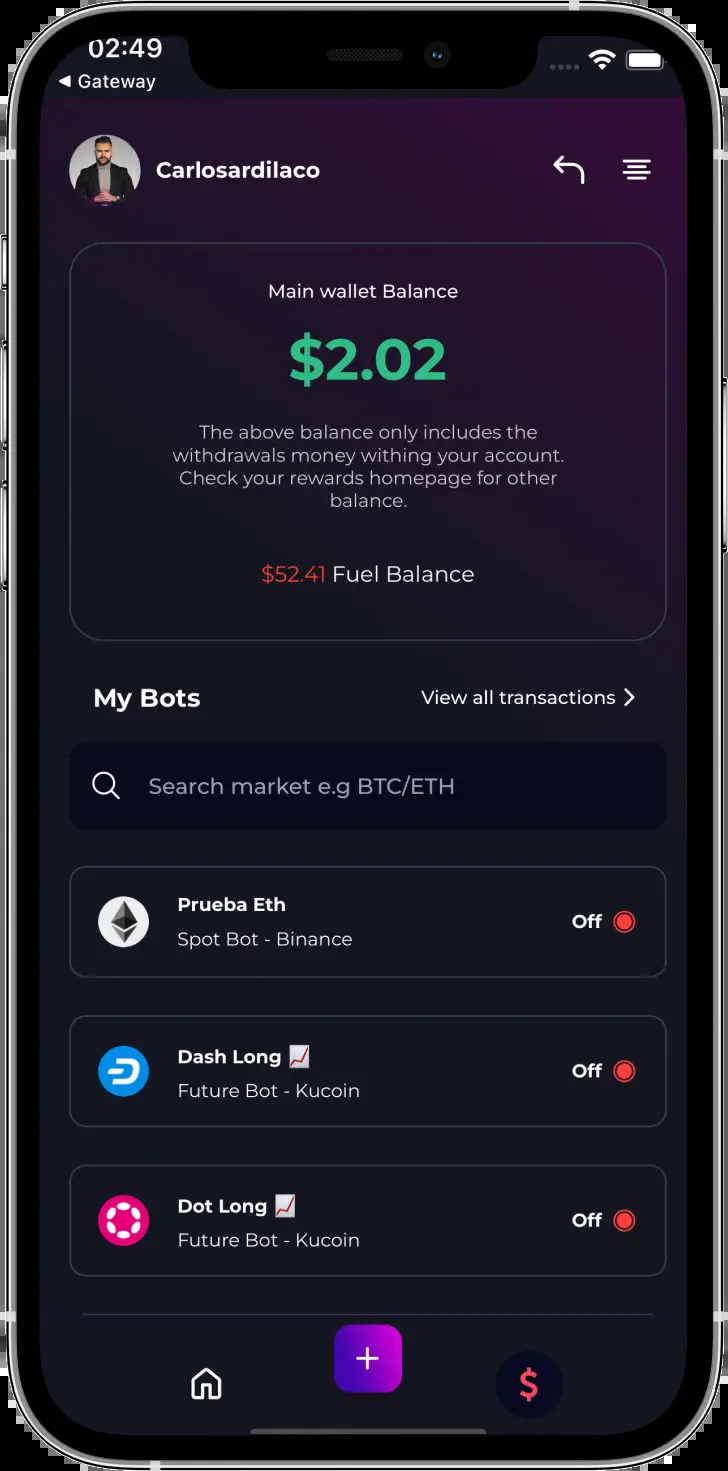 02:49
◀ Gateway
Carlosardilaco
Main wallet Balance
$2.02
The above balance only includes the
withdrawals money withing your account.
Check your rewards homepage for other
balance.
$52.41 Fuel Balance
My Bots
View all transactions
Search market e.g BTC/ETH
Prueba Eth
Spot Bot - Binance
Off
Dash Long 📈
Future Bot - Kucoin
Off
Dot Long 📈
Future Bot - Kucoin
Off
+
$